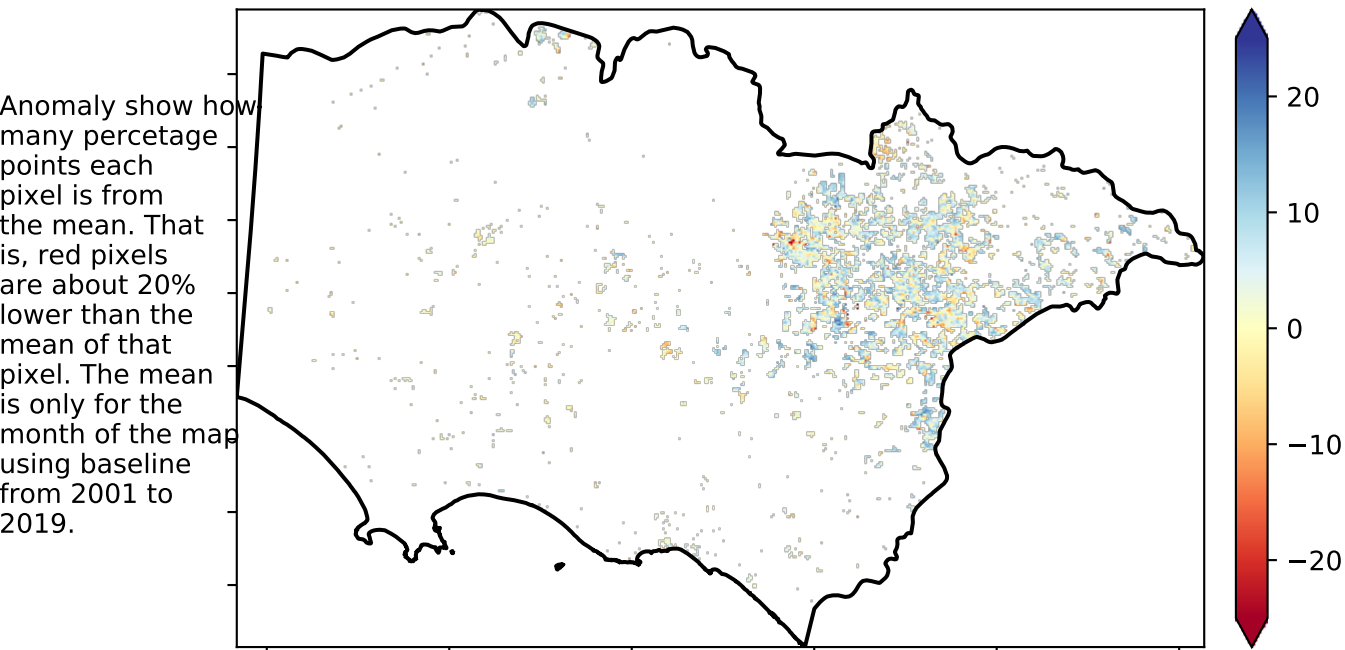 Anomaly show how
many percetage
points each
pixel is from
the mean. That
is, red pixels
are about 20%
lower than the
mean of that
pixel. The mean
is only for the
month of the map
using baseline
from 2001 to
2019.
20
10
0
−10
−20